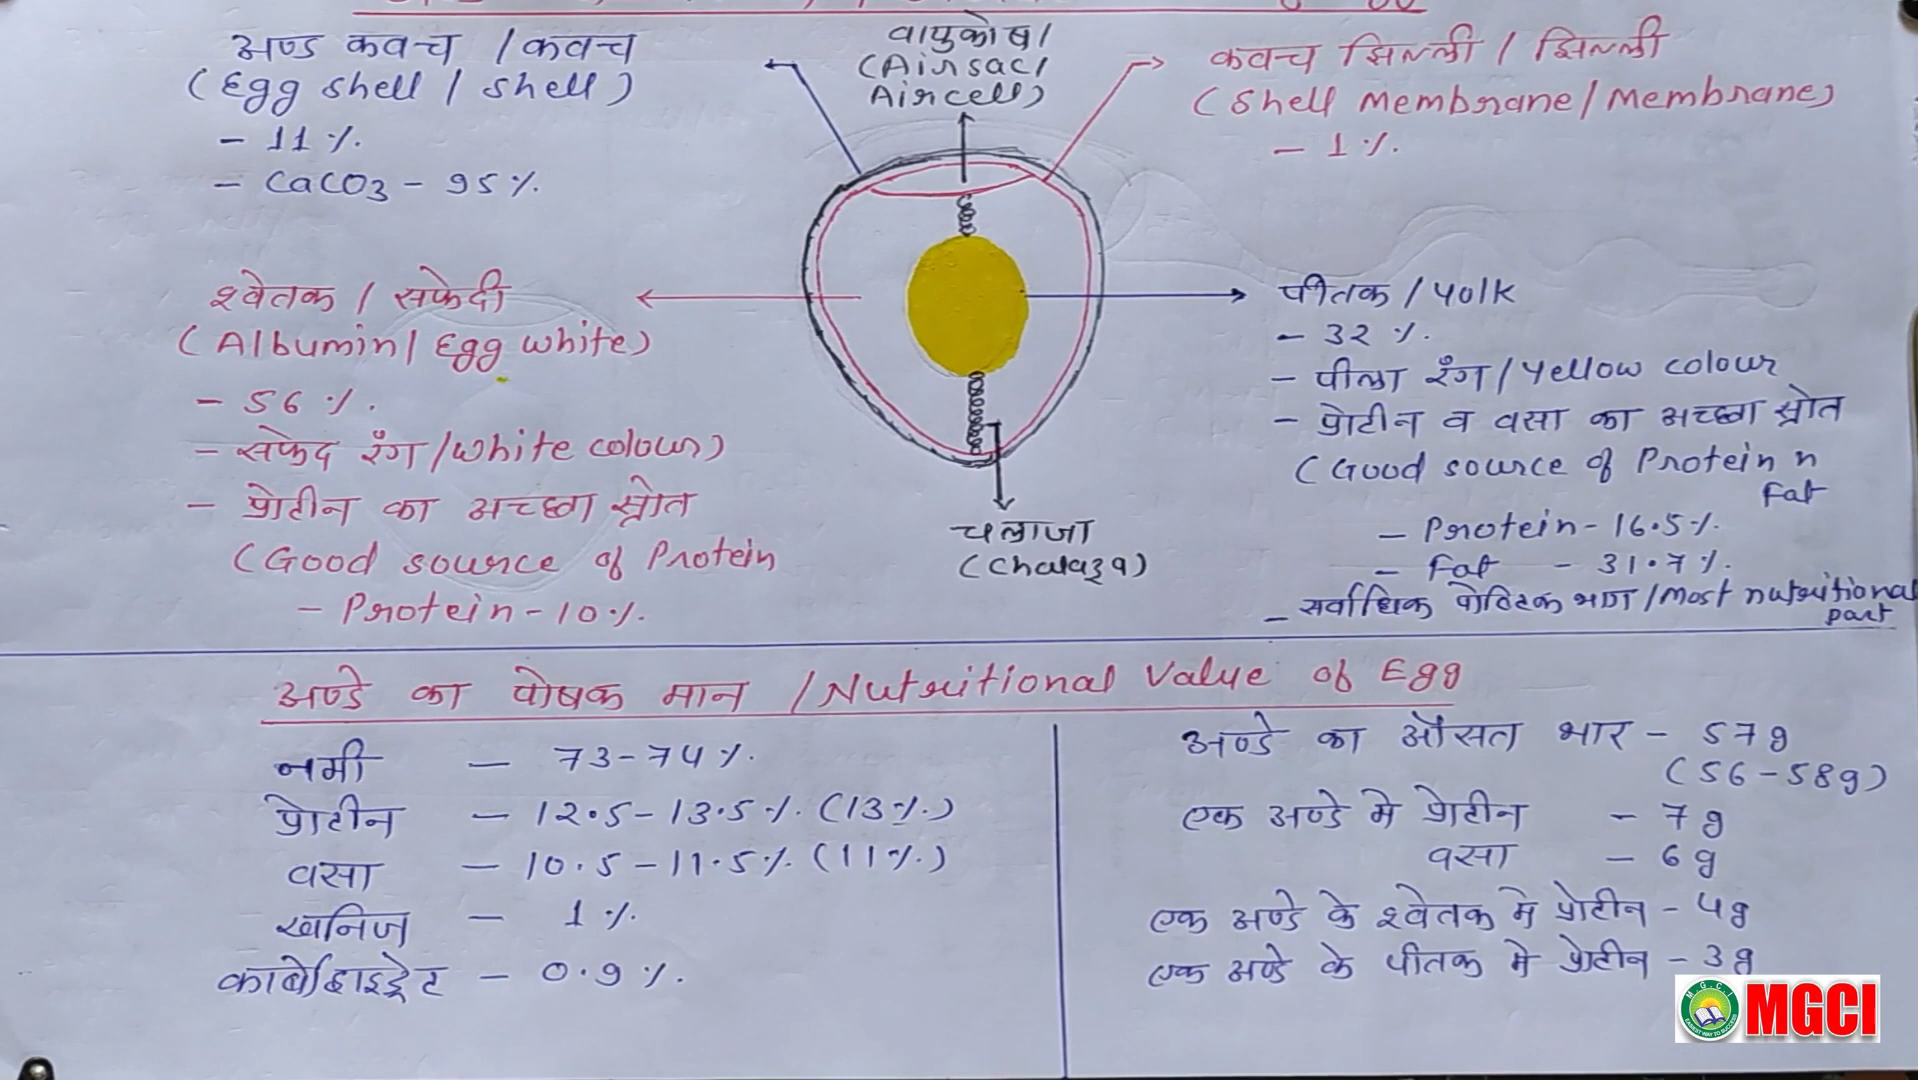 अण्ड कवच / कवच
(Egg shell / shell)
- 11 %.
- CaCO3 - 95 %.
वायुकोष /
(Airsac/
Aircell)
कवच झिल्ली / झिल्ली
(shell membrane/membrane)
- 1 %.
श्वेतक / सफेदी
(Albumin/ Egg white)
- 56 %.
- सफेद रँग /white colour)
- प्रोटीन का अच्छा स्रोत
(Good source of Protein
- Protein - 10 %.
पीतक / yolk
- 32 %.
- पीला रँग / yellow colour
- प्रोटीन व वसा का अच्छा स्रोत
(Good source of Protein n
fat
- Protein - 16.5 %.
- fat - 31.7 %.
- सर्वाधिक पोष्टिक भाग /most nutritional
part
चलाजा
(chalaza)
अण्डे का पोषक मान / Nutritional Value of Egg
नमी - 73-74 %.
प्रोटीन - 12.5-13.5 %. (13 %.)
वसा - 10.5-11.5 %. (11 %.)
खनिज - 1 %.
कार्बोहाइड्रेट - 0.9 %.
अण्डे का औसत भार - 57g
(56-58g)
एक अण्डे मे प्रोटीन - 7g
वसा - 6g
एक अण्डे के श्वेतक मे प्रोटीन - 4g
एक अण्डे के पीतक मे प्रोटीन - 3g
M.G.C.I
MGCI